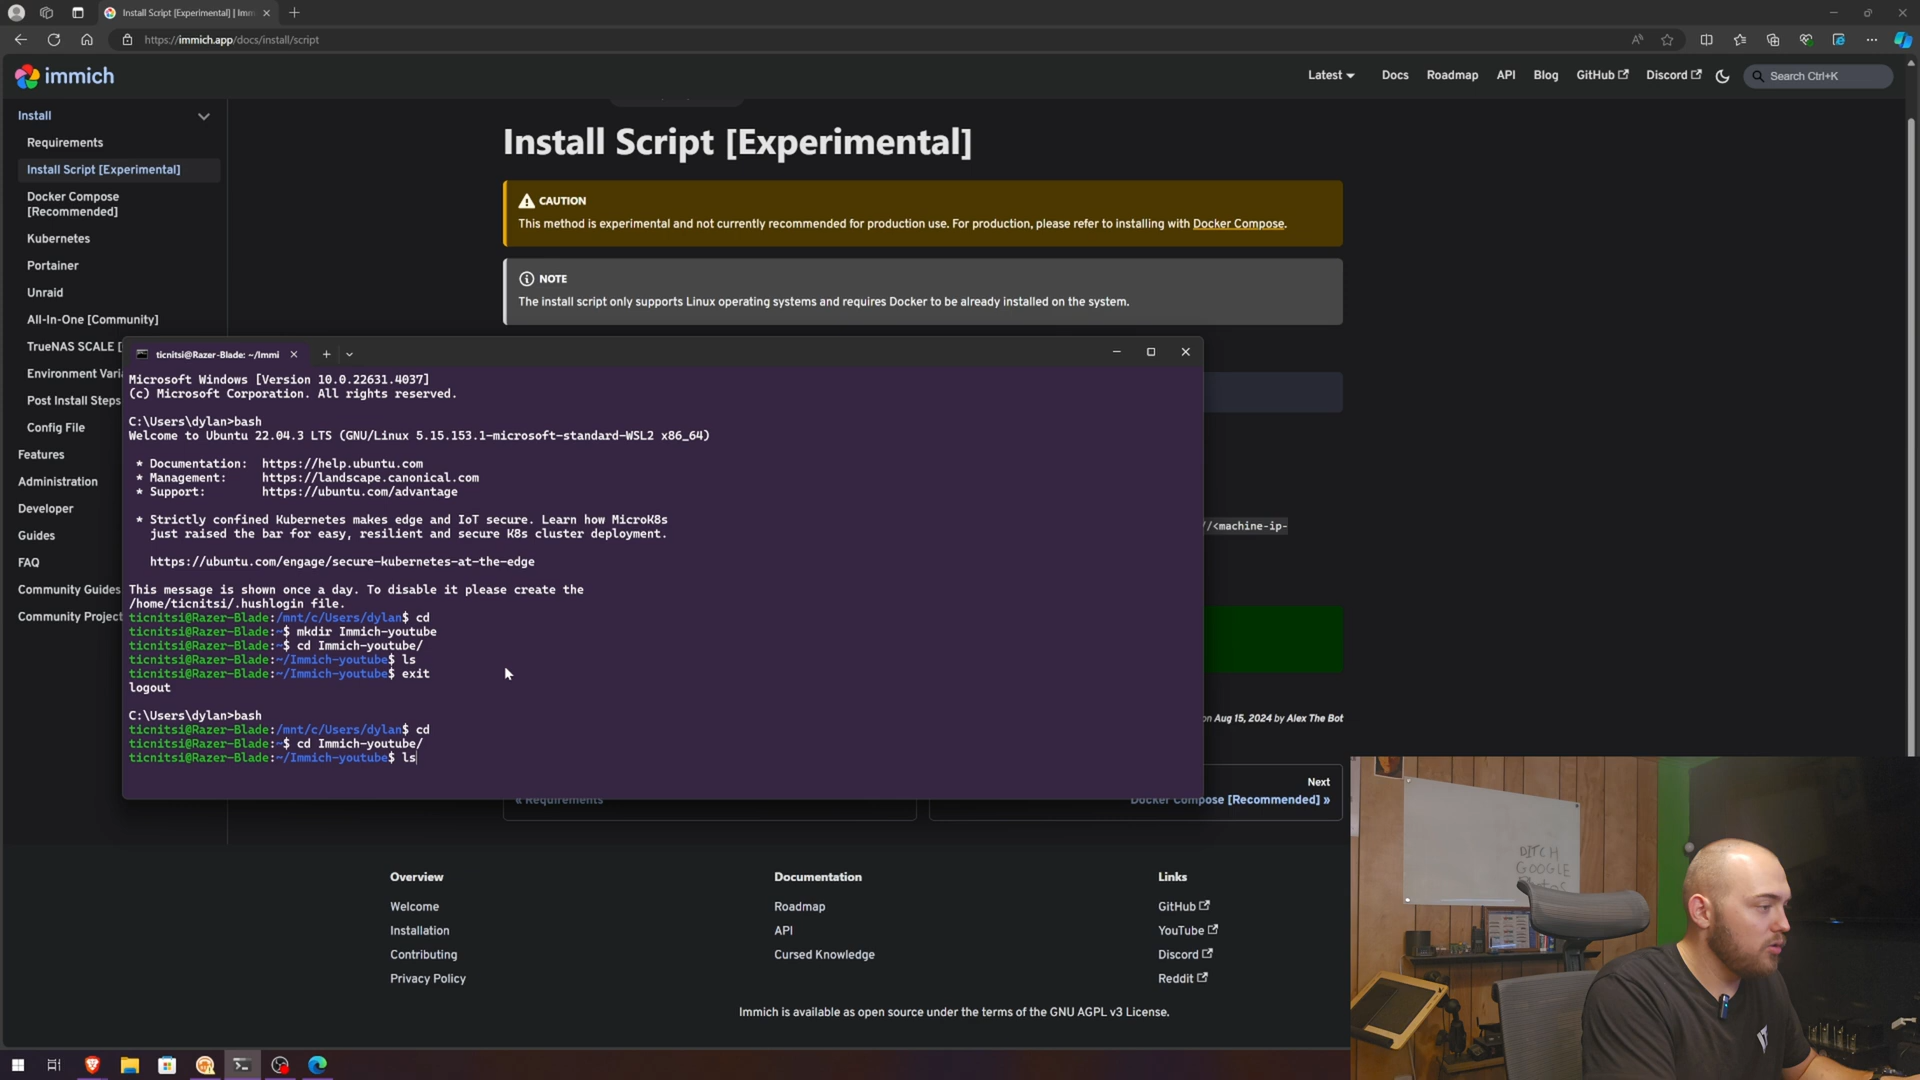 Install Script [Experimental] | Imm
https://immich.app/docs/install/script
immich
Latest
Docs
Roadmap
API
Blog
GitHub
Discord
Search Ctrl+K
Install
Requirements
Install Script [Experimental]
Docker Compose
[Recommended]
Kubernetes
Portainer
Unraid
All-In-One [Community]
TrueNAS SCALE [
Environment Varia
Post Install Steps
Config File
Features
Administration
Developer
Guides
FAQ
Community Guides
Community Project
Install Script [Experimental]
CAUTION
This method is experimental and not currently recommended for production use. For production, please refer to installing with Docker Compose.
NOTE
The install script only supports Linux operating systems and requires Docker to be already installed on the system.
ticnitsi@Razer-Blade: ~/Immi
Microsoft Windows [Version 10.0.22631.4037]
(c) Microsoft Corporation. All rights reserved.
C:\Users\dylan>bash
Welcome to Ubuntu 22.04.3 LTS (GNU/Linux 5.15.153.1-microsoft-standard-WSL2 x86_64)
* Documentation: https://help.ubuntu.com
* Management: https://landscape.canonical.com
* Support: https://ubuntu.com/advantage
* Strictly confined Kubernetes makes edge and IoT secure. Learn how MicroK8s
just raised the bar for easy, resilient and secure K8s cluster deployment.
https://ubuntu.com/engage/secure-kubernetes-at-the-edge
This message is shown once a day. To disable it please create the
/home/ticnitsi/.hushlogin file.
ticnitsi@Razer-Blade:/mnt/c/Users/dylan$ cd
ticnitsi@Razer-Blade:~$ mkdir Immich-youtube
ticnitsi@Razer-Blade:~$ cd Immich-youtube/
ticnitsi@Razer-Blade:~/Immich-youtube$ ls
ticnitsi@Razer-Blade:~/Immich-youtube$ exit
logout
C:\Users\dylan>bash
ticnitsi@Razer-Blade:/mnt/c/Users/dylan$ cd
ticnitsi@Razer-Blade:~$ cd Immich-youtube/
ticnitsi@Razer-Blade:~/Immich-youtube$ ls
//<machine-ip-
on Aug 15, 2024 by Alex The Bot
« Requirements
Next
Docker Compose [Recommended] »
DITCH
GOOGLE
Overview
Welcome
Installation
Contributing
Privacy Policy
Documentation
Roadmap
API
Cursed Knowledge
Links
GitHub
YouTube
Discord
Reddit
Immich is available as open source under the terms of the GNU AGPL v3 License.